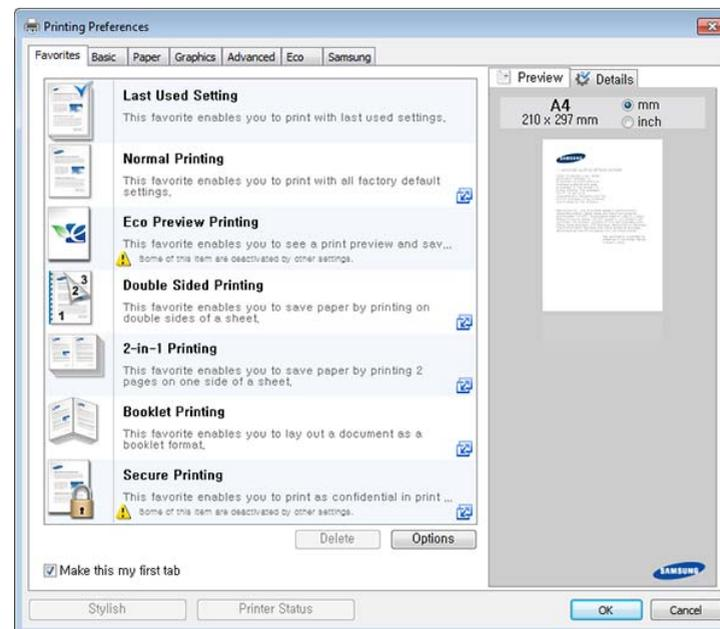 Printing Preferences
Favorites Basic Paper Graphics Advanced Eco Samsung
Last Used Setting
This favorite enables you to print with last used settings.
Normal Printing
This favorite enables you to print with all factory default
settings.
Eco Preview Printing
This favorite enables you to see a print preview and sav...
Some of this item are deactivated by other settings.
Double Sided Printing
This favorite enables you to save paper by printing on
double sides of a sheet.
2-in-1 Printing
This favorite enables you to save paper by printing 2
pages on one side of a sheet.
Booklet Printing
This favorite enables you to lay out a document as a
booklet format.
Secure Printing
This favorite enables you to print as confidential in print ...
Some of this item are deactivated by other settings.
Delete Options
Make this my first tab
Stylish Printer Status
Preview Details
A4
210 x 297 mm
mm
inch
SAMSUNG
SAMSUNG
OK Cancel
1 2 3